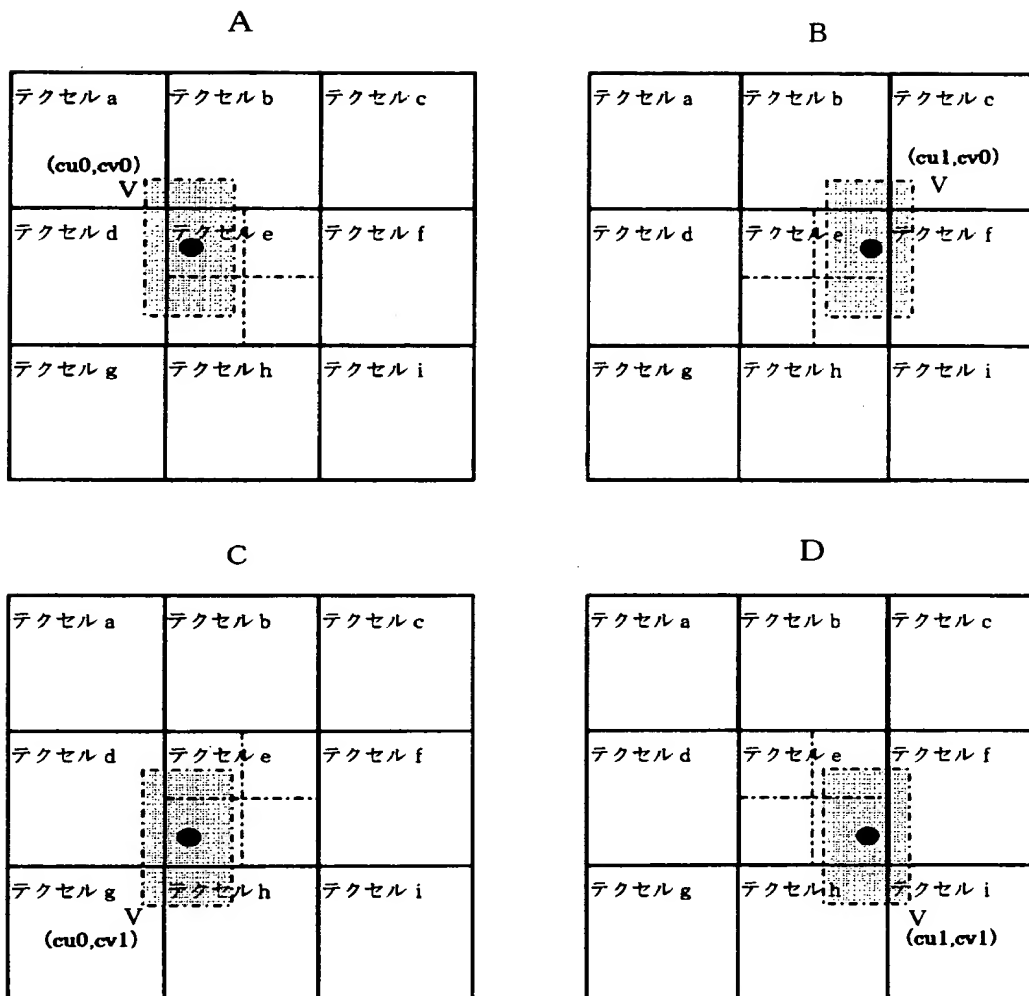 A
テクセル a テクセル b テクセル c
(cu0,cv0)
V
テクセル d テクセル e テクセル f
テクセル g テクセル h テクセル i
B
テクセル a テクセル b テクセル c
(cu1,cv0)
V
テクセル d テクセル e テクセル f
テクセル g テクセル h テクセル i
C
テクセル a テクセル b テクセル c
テクセル d テクセル e テクセル f
テクセル g テクセル h テクセル i
V
(cu0,cv1)
D
テクセル a テクセル b テクセル c
テクセル d テクセル e テクセル f
テクセル g テクセル h テクセル i
V
(cu1,cv1)